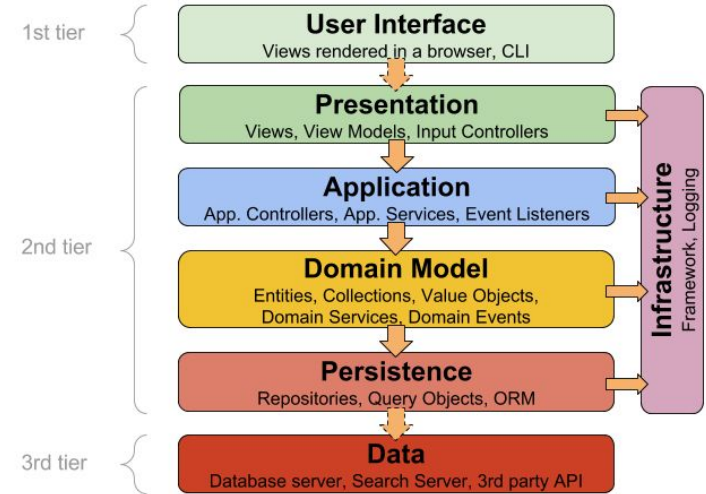 1st tier
User Interface
Views rendered in a browser, CLI
2nd tier
Presentation
Views, View Models, Input Controllers
Application
App. Controllers, App. Services, Event Listeners
Domain Model
Entities, Collections, Value Objects,
Domain Services, Domain Events
Persistence
Repositories, Query Objects, ORM
Infrastructure
Framework, Logging
3rd tier
Data
Database server, Search Server, 3rd party API